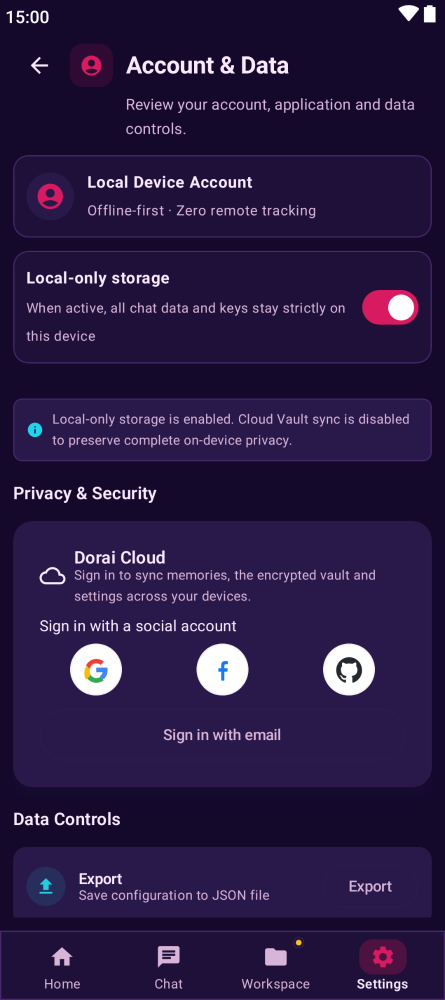 15:00
Account & Data
Review your account, application and data
controls.
Local Device Account
Offline-first · Zero remote tracking
Local-only storage
When active, all chat data and keys stay strictly on
this device
Local-only storage is enabled. Cloud Vault sync is disabled
to preserve complete on-device privacy.
Privacy & Security
Dorai Cloud
Sign in to sync memories, the encrypted vault and
settings across your devices.
Sign in with a social account
Sign in with email
Data Controls
Export
Save configuration to JSON file
Export
Home
Chat
Workspace
Settings